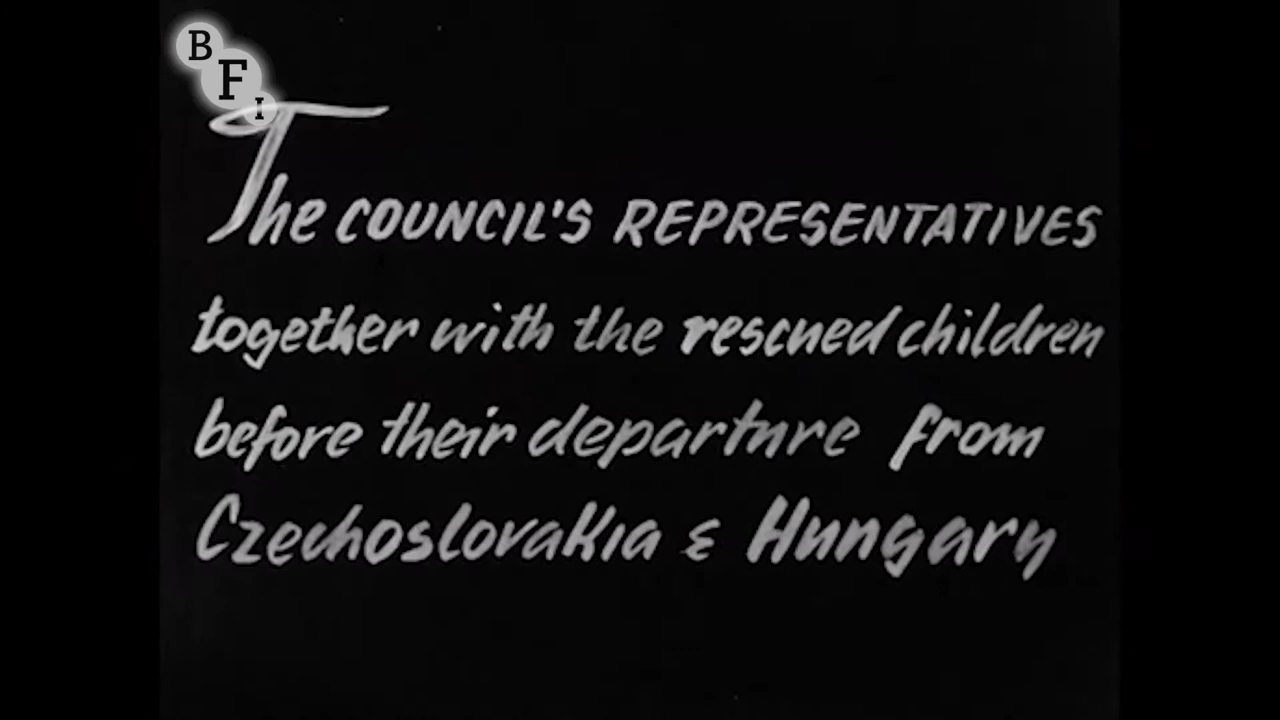 BFI
The COUNCIL'S REPRESENTATIVES
together with the rescued children
before their departure from
Czechoslovakia & Hungary